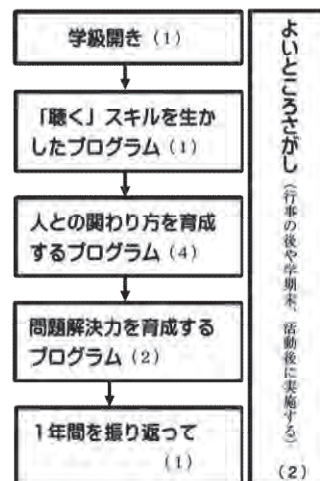 学級開き（1）
「聴く」スキルを生か
したプログラム（1）
人との関わり方を育成
するプログラム（4）
問題解決力を育成する
プログラム（2）
1年間を振り返って
（1）
よいところさがし（行事の後や学期末、活動後に実施する）（2）